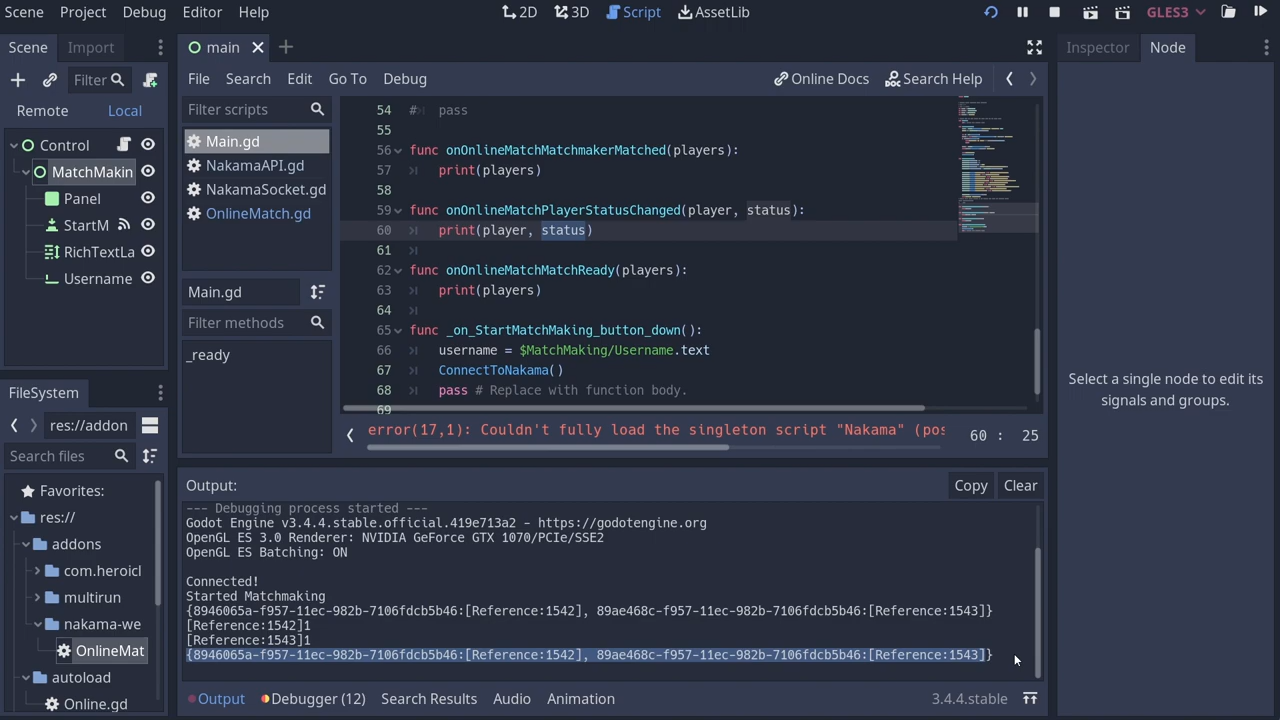 Scene Project Debug Editor Help 2D 3D Script AssetLib GLES3
Scene Import main Inspector Node
Filter File Search Edit Go To Debug Online Docs Search Help
Remote Local
Filter scripts
Control
MatchMakin
Panel
StartM
RichTextLa
Username
Main.gd
NakamaRTAPI.gd
NakamaSocket.gd
OnlineMatch.gd
Main.gd
Filter methods
_ready
54 # pass
55
56 func onOnlineMatchMatchmakerMatched(players):
57 print(players)
58
59 func onOnlineMatchPlayerStatusChanged(player, status):
60 print(player, status)
61
62 func onOnlineMatchMatchReady(players):
63 print(players)
64
65 func _on_StartMatchMaking_button_down():
66 username = $MatchMaking/Username.text
67 ConnectToNakama()
68 pass # Replace with function body.
69
error(17,1): Couldn't fully load the singleton script "Nakama" (pos 60 : 25
FileSystem
res://addon
Search files
Favorites:
res://
addons
com.heroicl
multirun
nakama-we
OnlineMat
autoload
Online.gd
Output: Copy Clear
--- Debugging process started ---
Godot Engine v3.4.4.stable.official.419e713a2 - https://godotengine.org
OpenGL ES 3.0 Renderer: NVIDIA GeForce GTX 1070/PCIe/SSE2
OpenGL ES Batching: ON
Connected!
Started Matchmaking
{8946065a-f957-11ec-982b-7106fdcb5b46:[Reference:1542], 89ae468c-f957-11ec-982b-7106fdcb5b46:[Reference:1543]}
[Reference:1542]1
[Reference:1543]1
{8946065a-f957-11ec-982b-7106fdcb5b46:[Reference:1542], 89ae468c-f957-11ec-982b-7106fdcb5b46:[Reference:1543]}
Output Debugger (12) Search Results Audio Animation 3.4.4.stable
Select a single node to edit its
signals and groups.